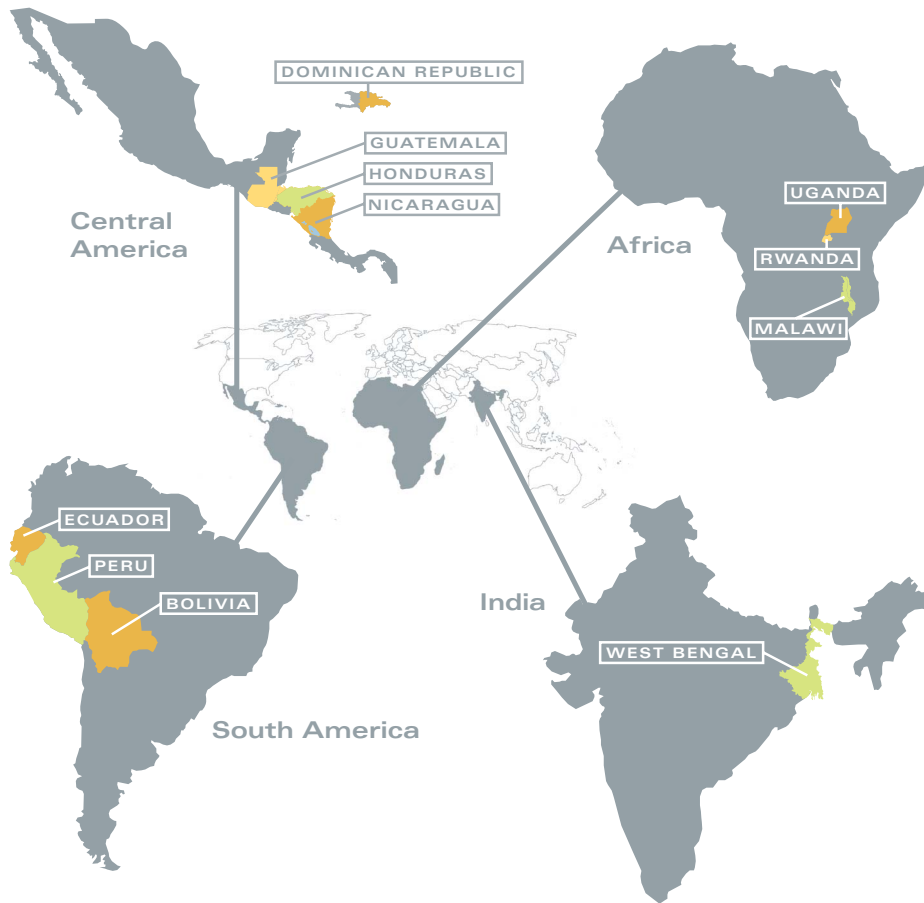 DOMINICAN REPUBLIC
GUATEMALA
HONDURAS
NICARAGUA
Central
America
UGANDA
Africa
RWANDA
MALAWI
ECUADOR
PERU
BOLIVIA
India
WEST BENGAL
South America